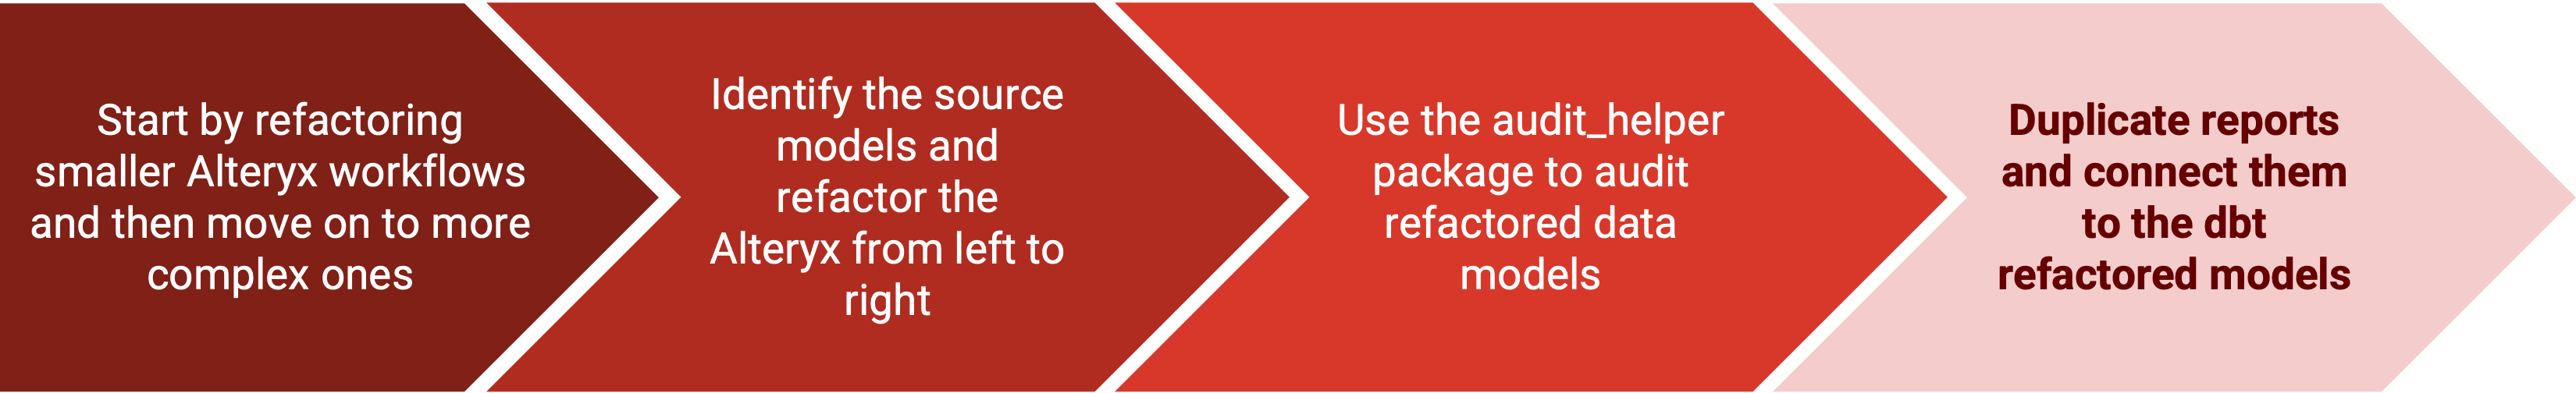 Start by refactoring
smaller Alteryx workflows
and then move on to more
complex ones
Identify the source
models and
refactor the
Alteryx from left to
right
Use the audit_helper
package to audit
refactored data
models
Duplicate reports
and connect them
to the dbt
refactored models